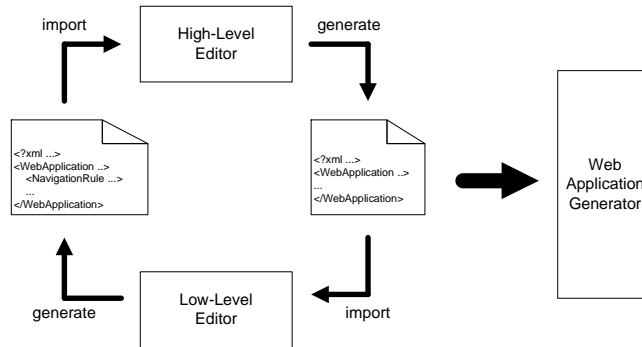 import
High-Level
Editor
generate
<?xml ...>
<WebApplication ..>
<NavigationRule ...>
...
</WebApplication>
<?xml ...>
<WebApplication ..>
...
</WebApplication>
Web
Application
Generator
generate
Low-Level
Editor
import